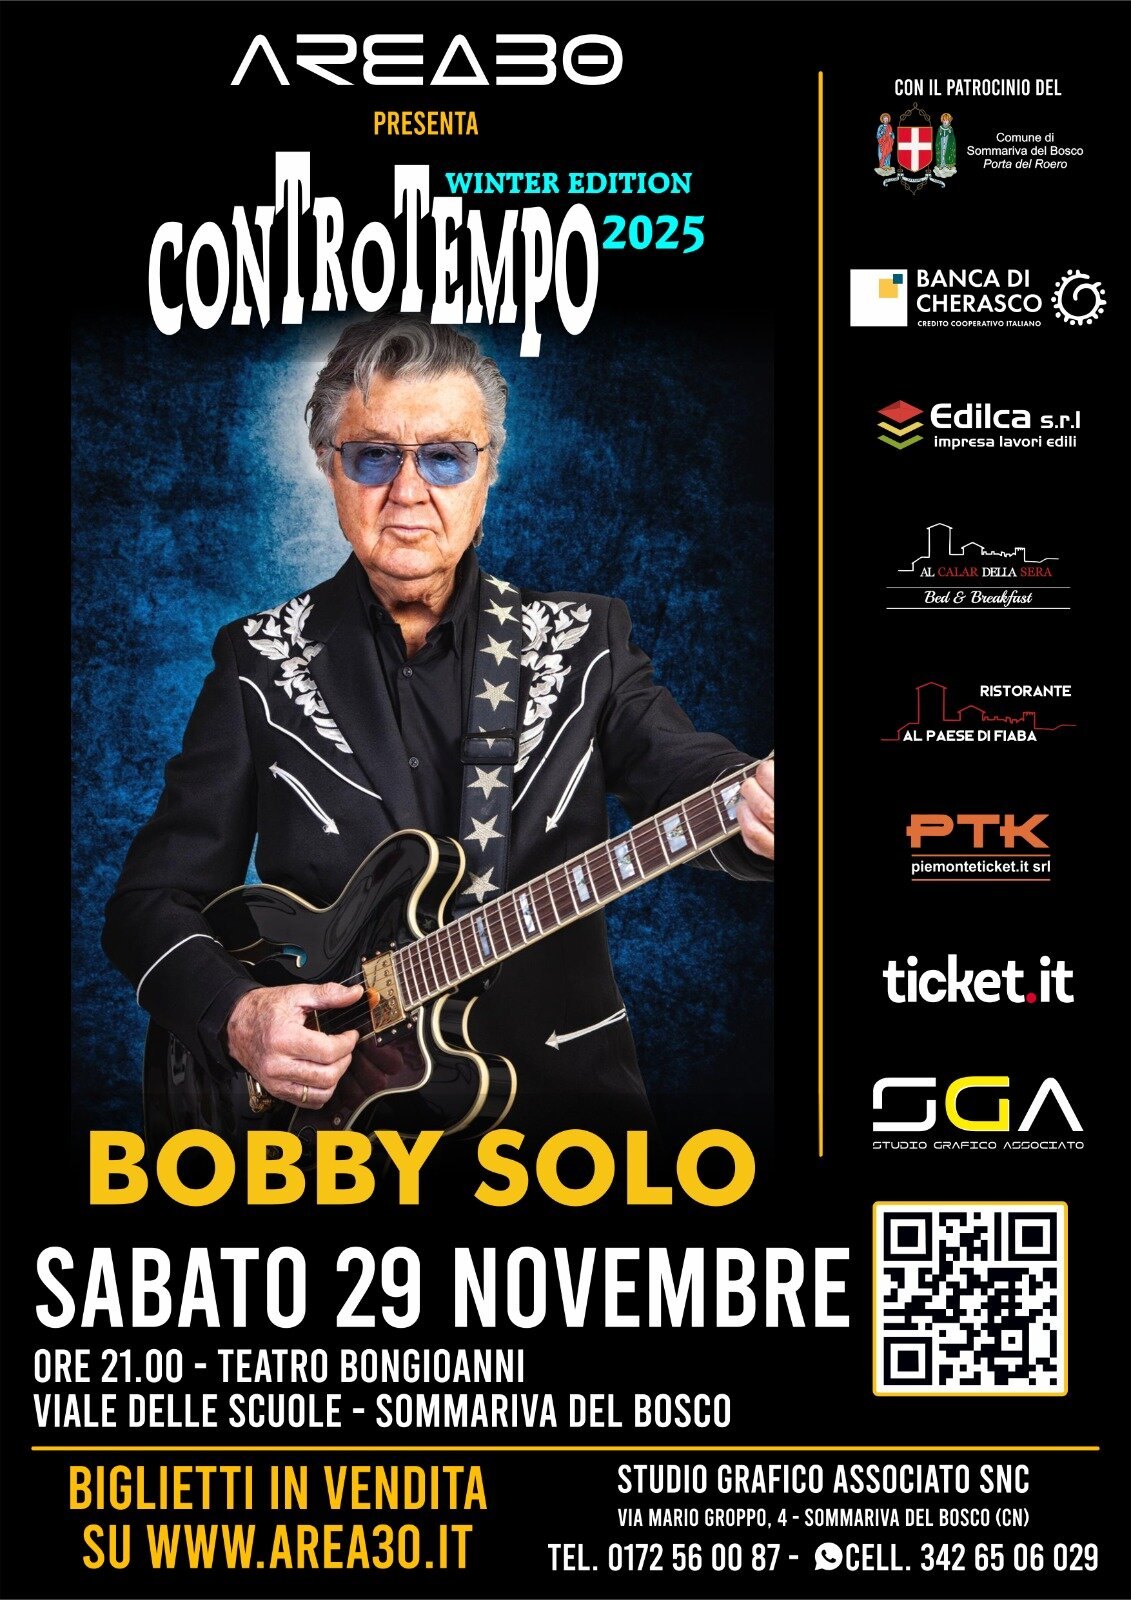 AREA30
PRESENTA
CONTROTEMPO
WINTER EDITION
2025
BOBBY SOLO
SABATO 29 NOVEMBRE
ORE 21.00 - TEATRO BONGIOANNI
VIALE DELLE SCUOLE - SOMMARIVA DEL BOSCO
BIGLIETTI IN VENDITA
SU WWW.AREA30.IT
CON IL PATROCINIO DEL
Comune di
Sommariva del Bosco
Porta del Roero
BANCA DI
CHERASCO
CREDITO COOPERATIVO ITALIANO
Edilca s.r.l
impresa lavori edili
AL CALAR DELLA SERA
Bed & Breakfast
RISTORANTE
AL PAESE DI FIABA
PTK
piemonteticket.it srl
ticket.it
SGA
STUDIO GRAFICO ASSOCIATO
STUDIO GRAFICO ASSOCIATO SNC
VIA MARIO GROPPO, 4 - SOMMARIVA DEL BOSCO (CN)
TEL. 0172 56 00 87 - CELL. 342 65 06 029